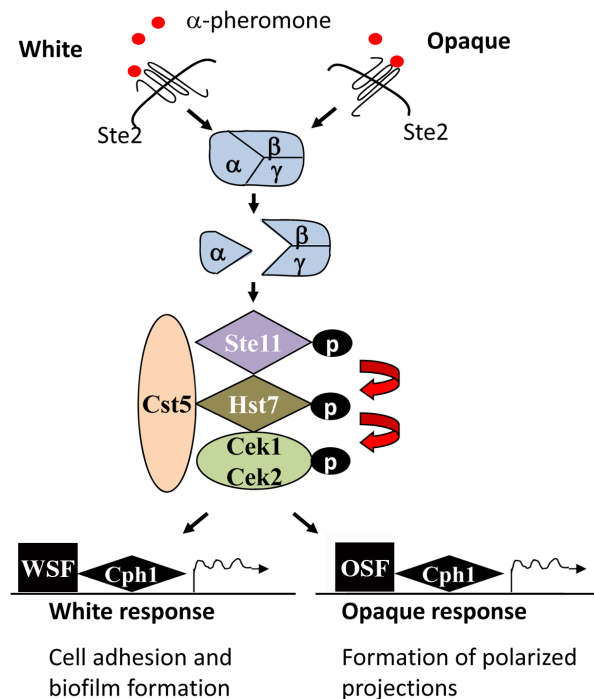 α-pheromone
White
Opaque
Ste2
Ste2
α
β
γ
α
β
γ
Cst5
Ste11
p
Hst7
p
Cek1
Cek2
p
WSF
Cph1
OSF
Cph1
White response
Opaque response
Cell adhesion and
biofilm formation
Formation of polarized
projections